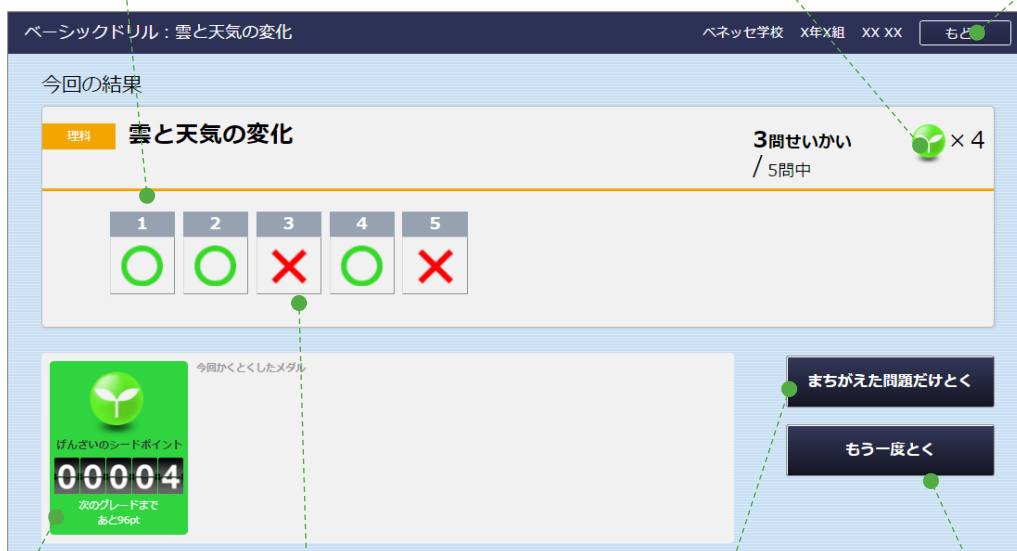 ベーシックドリル:雲と天気の変化
ベネッセ学校 X年X組 XX XX
もどる
今回の結果
理科 雲と天気の変化
3問せいかい
/ 5問中
× 4
1 2 3 4 5
今回かくとくしたメダル
げんざいのシードポイント
00004
次のグレードまで
あと96pt
まちがえた問題だけとく
もう一度とく